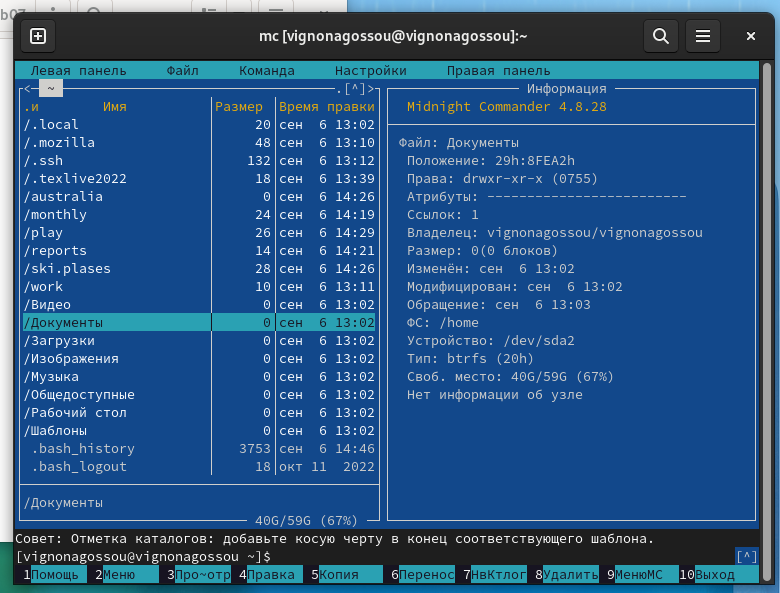 mc [vignonagossou@vignonagossou]:~
Левая панель Файл Команда Настройки Правая панель
<─ ~ .[^]>
.и Имя Размер Время правки
/.local 20 сен 6 13:02
/.mozilla 48 сен 6 13:10
/.ssh 132 сен 6 13:12
/.texlive2022 18 сен 6 13:39
/australia 0 сен 6 14:26
/monthly 24 сен 6 14:19
/play 26 сен 6 14:29
/reports 14 сен 6 14:21
/ski.plases 28 сен 6 14:26
/work 10 сен 6 13:11
/Видео 0 сен 6 13:02
/Документы 0 сен 6 13:02
/Загрузки 0 сен 6 13:02
/Изображения 0 сен 6 13:02
/Музыка 0 сен 6 13:02
/Общедоступные 0 сен 6 13:02
/Рабочий стол 0 сен 6 13:02
/Шаблоны 0 сен 6 13:02
.bash_history 3753 сен 6 14:46
.bash_logout 18 окт 11 2022
/Документы
40G/59G (67%)
Информация
Midnight Commander 4.8.28
Файл: Документы
Положение: 29h:8FEA2h
Права: drwxr-xr-x (0755)
Атрибуты: -------------------------
Ссылок: 1
Владелец: vignonagossou/vignonagossou
Размер: 0(0 блоков)
Изменён: сен 6 13:02
Модифицирован: сен 6 13:02
Обращение: сен 6 13:03
ФС: /home
Устройство: /dev/sda2
Тип: btrfs (20h)
Своб. место: 40G/59G (67%)
Нет информации об узле
Совет: Отметка каталогов: добавьте косую черту в конец соответствующего шаблона.
[vignonagossou@vignonagossou ~]$ [^]
1Помощь 2Меню 3Про~отр 4Правка 5Копия 6Перенос 7НвКтлог 8Удалить 9МенюМС 10Выход